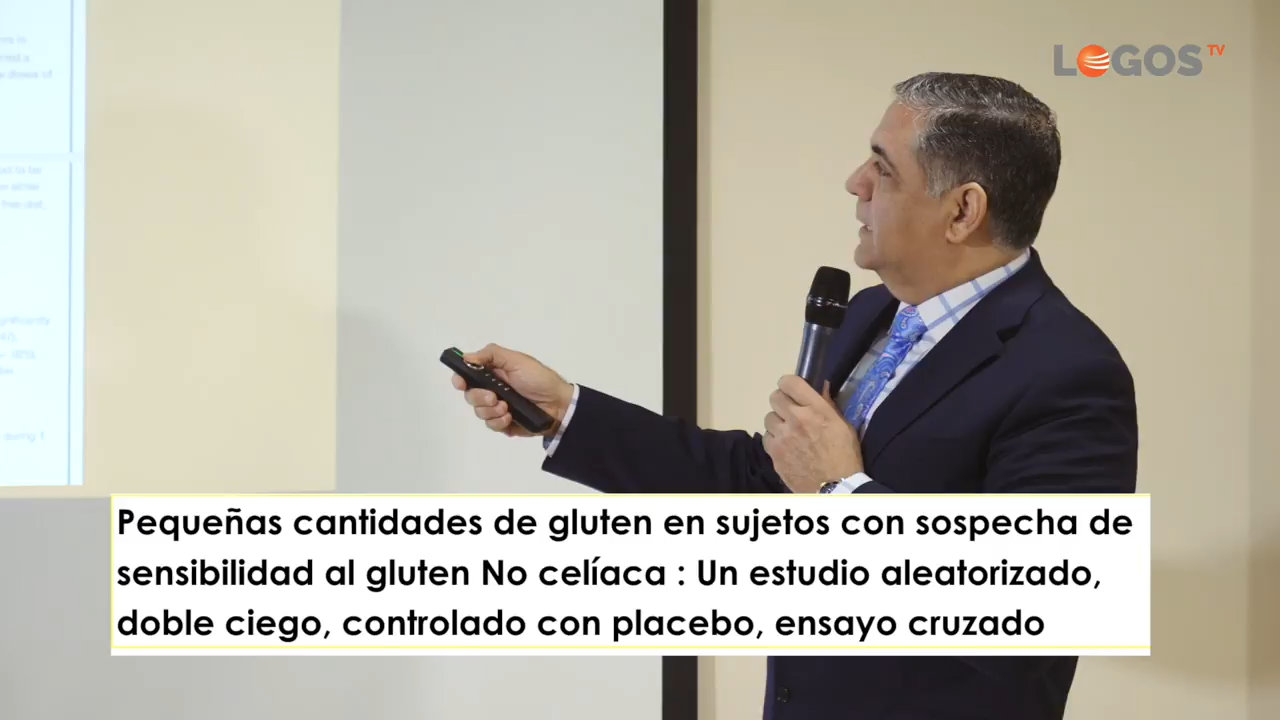 LOGOS TV
Pequeñas cantidades de gluten en sujetos con sospecha de
sensibilidad al gluten No celíaca : Un estudio aleatorizado,
doble ciego, controlado con placebo, ensayo cruzado